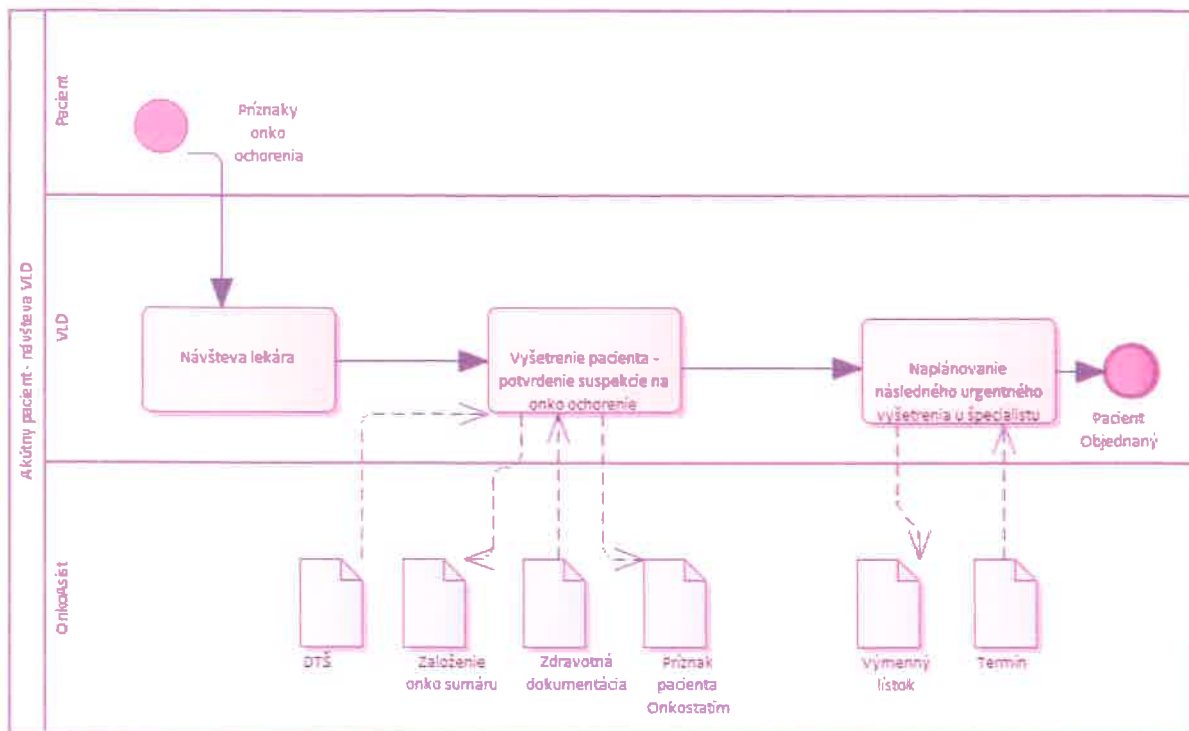 Akútny pacient - návšteva VLD
Pacient
Príznaky
onko
ochorenia
VLD
Návšteva lekára
Vyšetrenie pacienta -
potvrdenie suspekcie na
onko ochorenie
Naplánovanie
následného urgentného
vyšetrenia u špecialistu
Pacient
Objednaný
OnkoAsist
DTŠ
Založenie
onko sumáru
Zdravotná
dokumentácia
Príznak
pacienta
Onkostatim
Výmenný
lístok
Termín